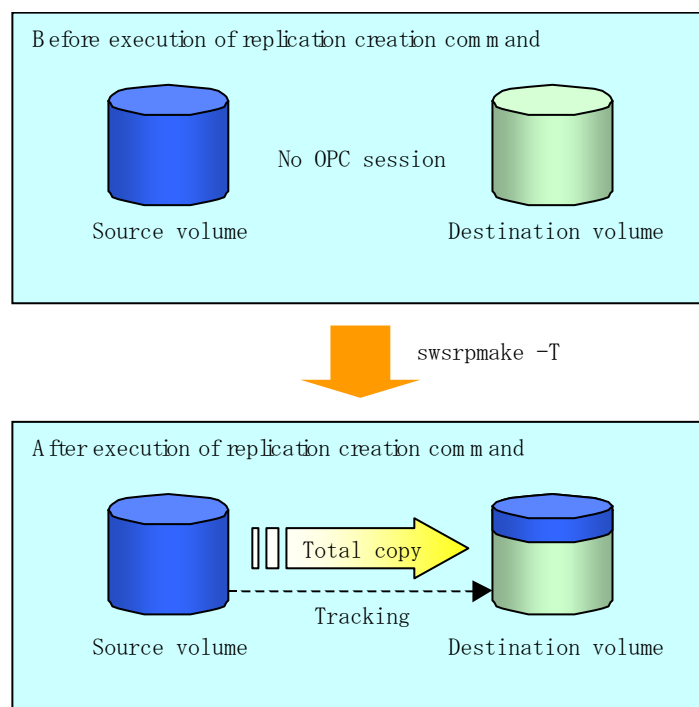 Before execution of replication creation command
No OPC session
Source volume
Destination volume
swsrpmake -T
After execution of replication creation command
Total copy
Tracking
Source volume
Destination volume